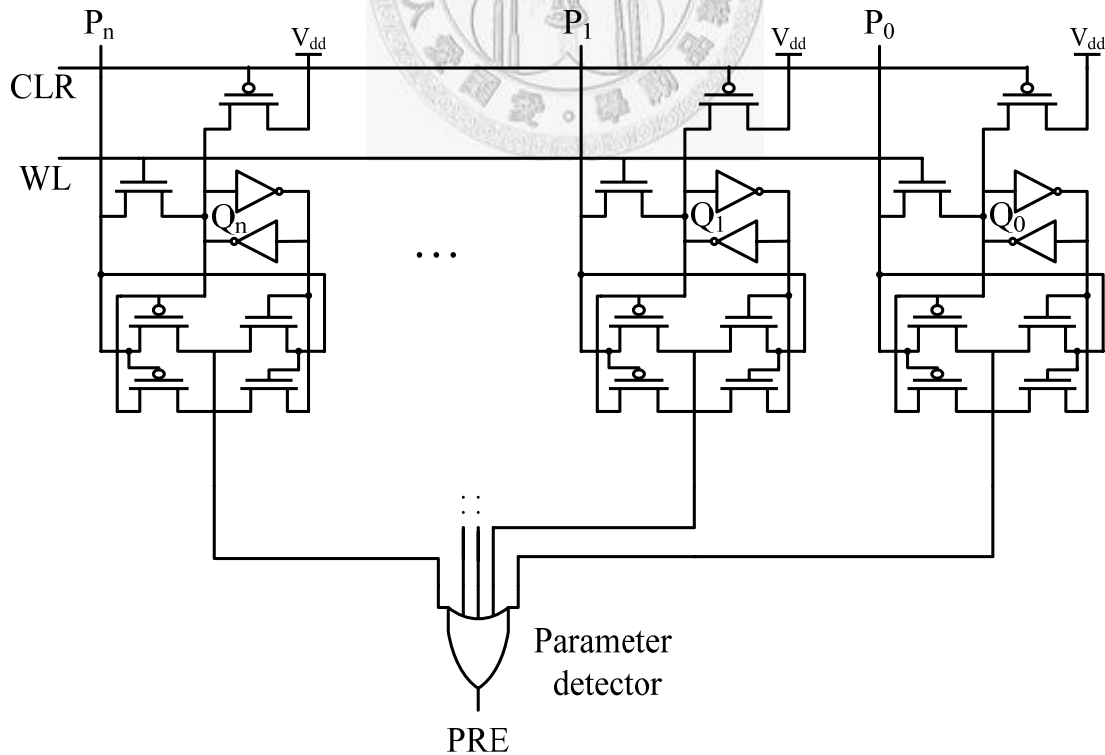 Pn P1 P0
Vdd Vdd Vdd
CLR
WL
Qn Q1 Q0
...
Parameter
detector
PRE